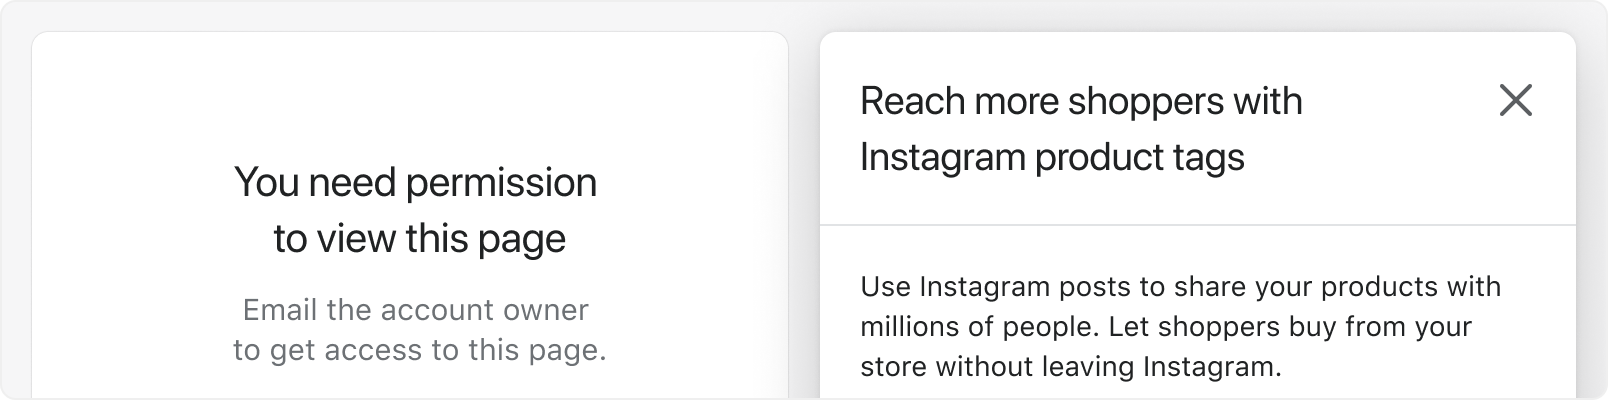 You need permission
to view this page
Email the account owner
to get access to this page.
Reach more shoppers with
Instagram product tags
Use Instagram posts to share your products with
millions of people. Let shoppers buy from your
store without leaving Instagram.